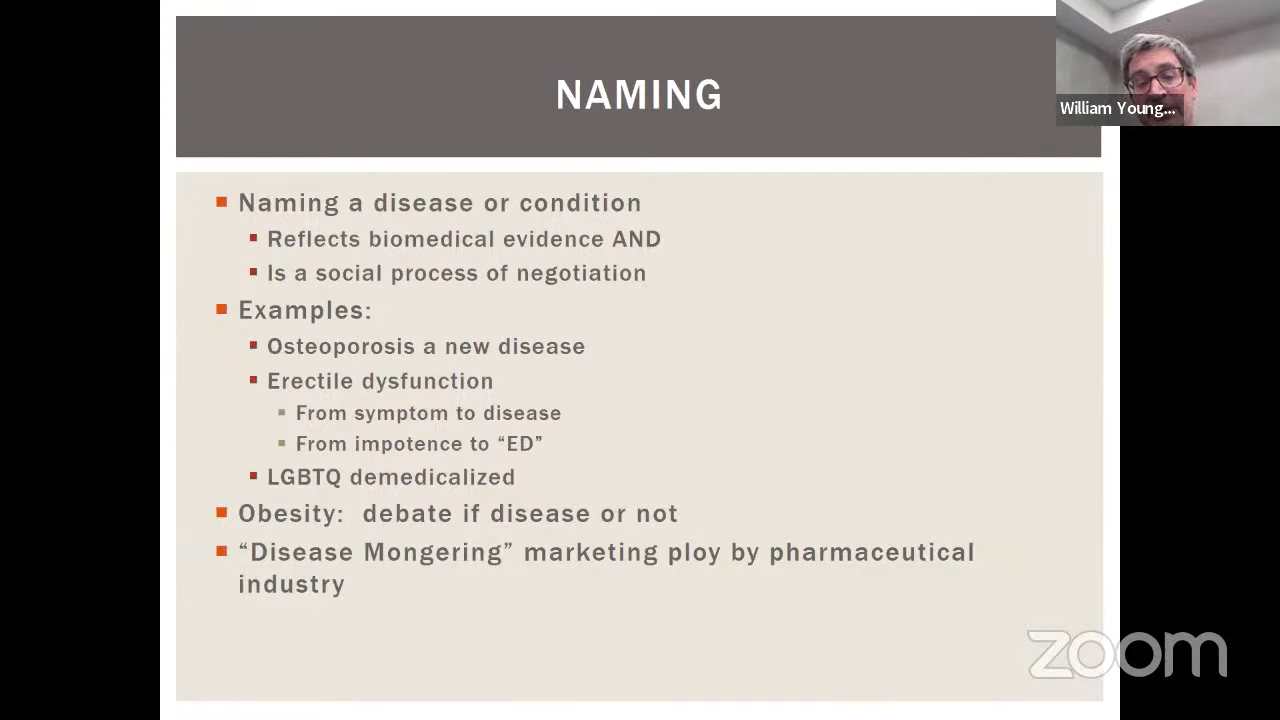 NAMING
William Young...
Naming a disease or condition
Reflects biomedical evidence AND
Is a social process of negotiation
Examples:
Osteoporosis a new disease
Erectile dysfunction
From symptom to disease
From impotence to “ED”
LGBTQ demedicalized
Obesity:  debate if disease or not
“Disease Mongering” marketing ploy by pharmaceutical
industry
zoom